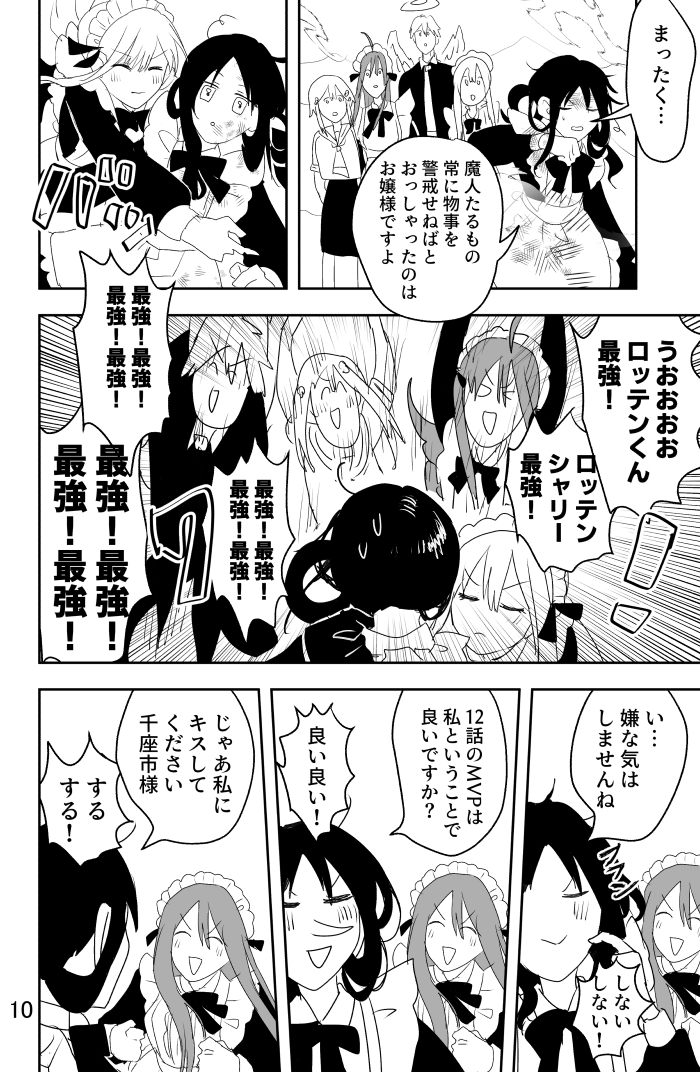 まったく…
魔人たるもの
常に物事を
警戒せねばと
おっしゃったのは
お嬢様ですよ
うおおおお
ロッテンくん
最強！
ロッテン
シャリー
最強！
最強！最強！
最強！最強！
最強！最強！
最強！最強！
最強！最強！
最強！最強！
い…
嫌な気は
しませんね
しない
しない！
12話のMVPは
私ということで
良いですか？
良い良い！
じゃあ私に
キスして
ください
千座市様
する
する！
10